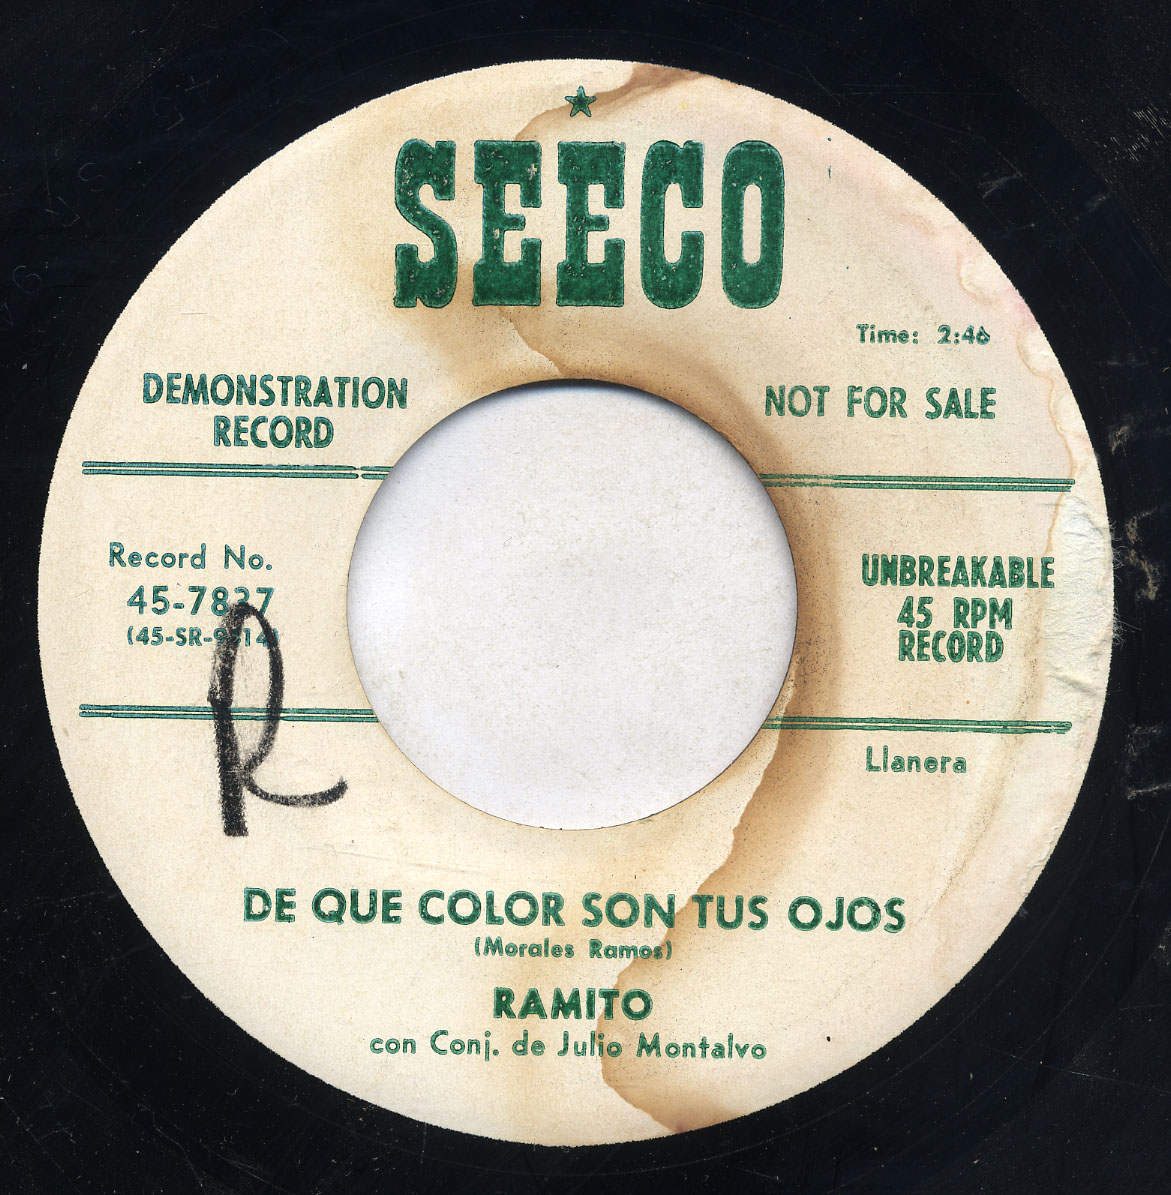 SEECO
Time: 2:46
DEMONSTRATION
RECORD
NOT FOR SALE
Record No.
45-7837
UNBREAKABLE
45 RPM
RECORD
R
Llanera
DE QUE COLOR SON TUS OJOS
(Morales Ramos)
RAMITO
con Conj. de Julio Montalvo